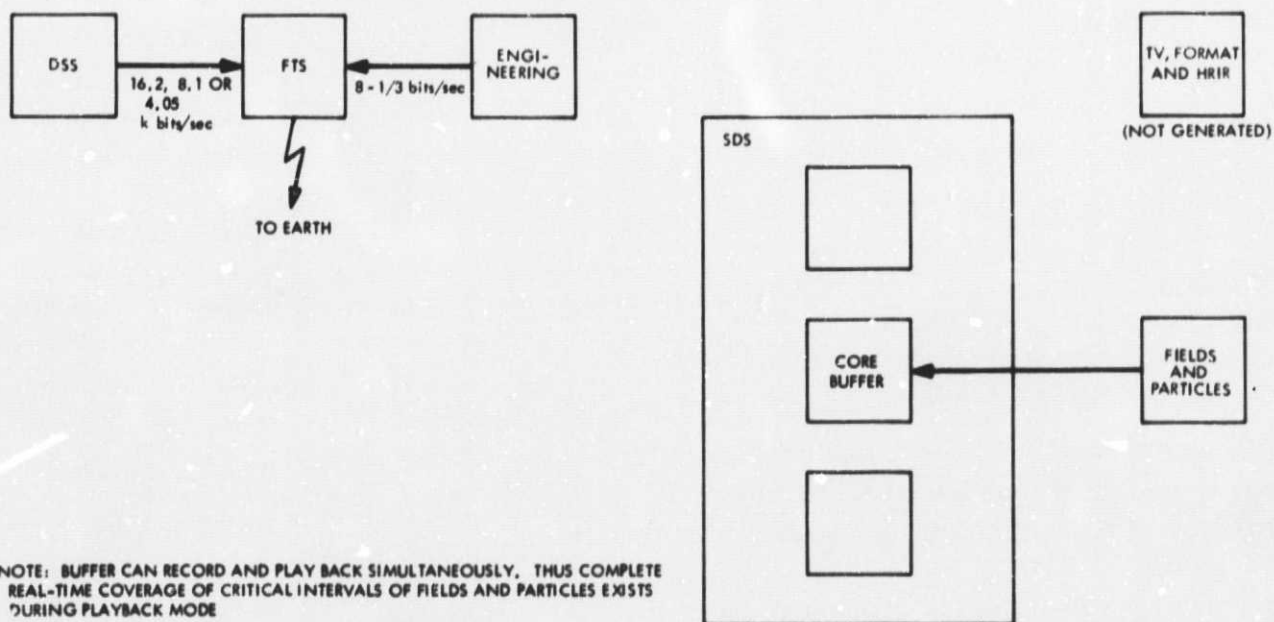 DSS
16.2, 8.1 OR
4.05
k bits/sec
FTS
8-1/3 bits/sec
ENGI-
NEERING
TO EARTH
TV, FORMAT
AND HRIR
(NOT GENERATED)
SDS
CORE
BUFFER
FIELDS
AND
PARTICLES
NOTE: BUFFER CAN RECORD AND PLAY BACK SIMULTANEOUSLY. THUS COMPLETE
REAL-TIME COVERAGE OF CRITICAL INTERVALS OF FIELDS AND PARTICLES EXISTS
DURING PLAYBACK MODE